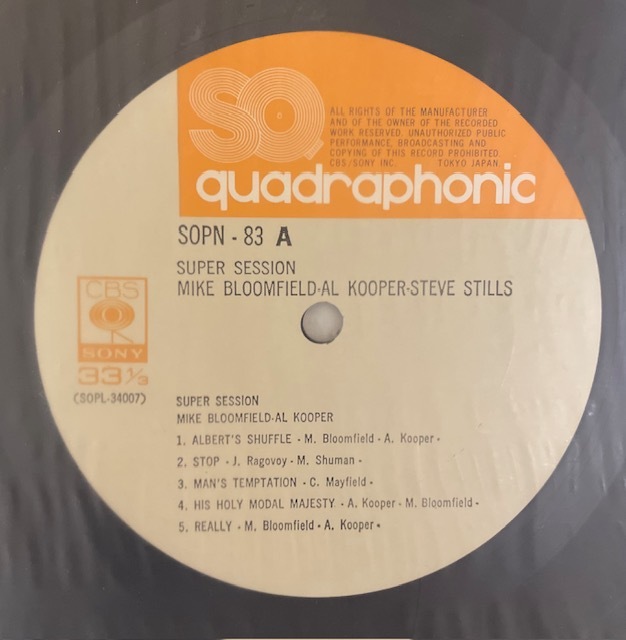 SQ
ALL RIGHTS OF THE MANUFACTURER
AND OF THE OWNER OF THE RECORDED
WORK RESERVED. UNAUTHORIZED PUBLIC
PERFORMANCE, BROADCASTING AND
COPYING OF THIS RECORD PROHIBITED.
CBS/SONY INC. TOKYO JAPAN.
quadraphonic
SOPN - 83 A
SUPER SESSION
MIKE BLOOMFIELD·AL KOOPER·STEVE STILLS
CBS
SONY
33 1/3
(SOPL-34007)
SUPER SESSION
MIKE BLOOMFIELD·AL KOOPER
1. ALBERT'S SHUFFLE · M. Bloomfield · A. Kooper ·
2. STOP · J. Ragovoy · M. Shuman ·
3. MAN'S TEMPTATION · C. Mayfield ·
4. HIS HOLY MODAL MAJESTY · A. Kooper · M. Bloomfield ·
5. REALLY · M. Bloomfield · A. Kooper ·